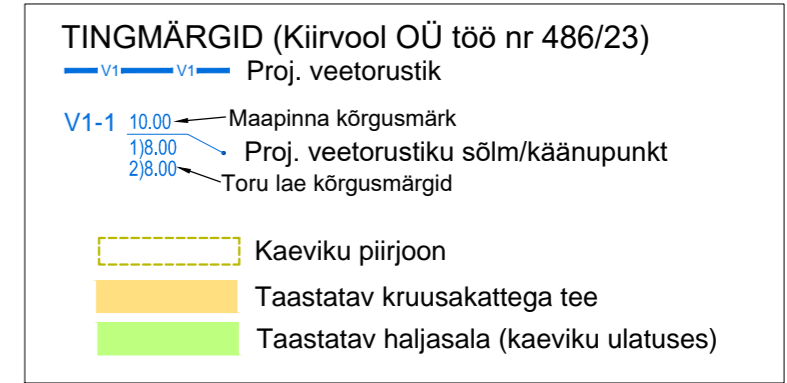 TINGMÄRGID (Kiirvool OÜ töö nr 486/23)
V1 V1 Proj. veetorustik
V1-1 10.00 Maapinna kõrgusmärk
1)8.00 Proj. veetorustiku sõlm/käänupunkt
2)8.00 Toru lae kõrgusmärgid
Kaeviku piirjoon
Taastatav kruusakattega tee
Taastatav haljasala (kaeviku ulatuses)